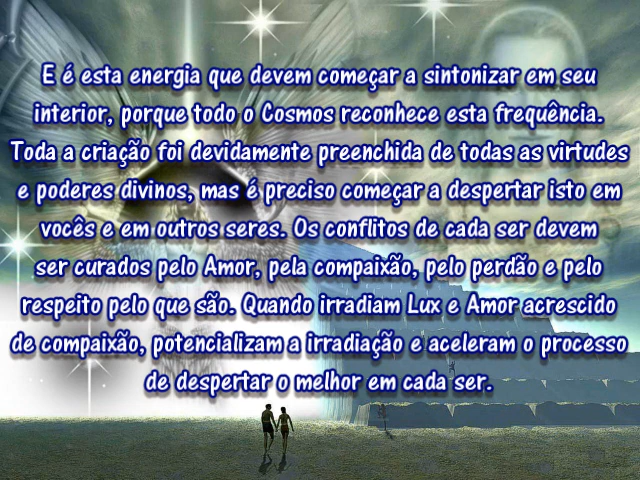 E é esta energia que devem começar a sintonizar em seu
interior, porque todo o Cosmos reconhece esta frequência.
Toda a criação foi devidamente preenchida de todas as virtudes
e poderes divinos, mas é preciso começar a despertar isto em
vocês e em outros seres. Os conflitos de cada ser devem
ser curados pelo Amor, pela compaixão, pelo perdão e pelo
respeito pelo que são. Quando irradiam Lux e Amor acrescido
de compaixão, potencializam a irradiação e aceleram o processo
de despertar o melhor em cada ser.